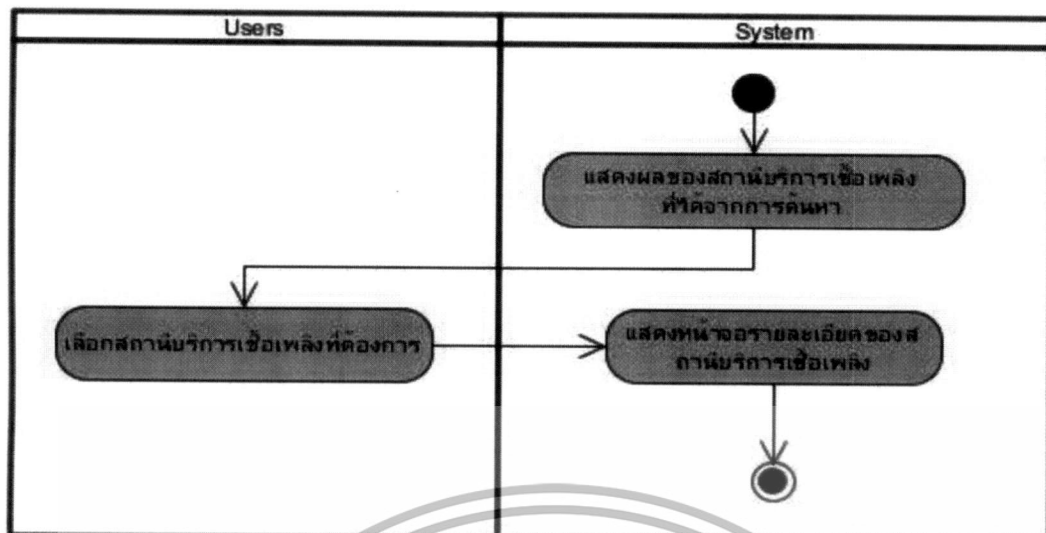 Users
System
แสดงผลของสถานีบริการเชื้อเพลิง
ที่ได้จากการค้นหา
เลือกสถานีบริการเชื้อเพลิงที่ต้องการ
แสดงหน้าจอรายละเอียดของส
ถานีบริการเชื้อเพลิง